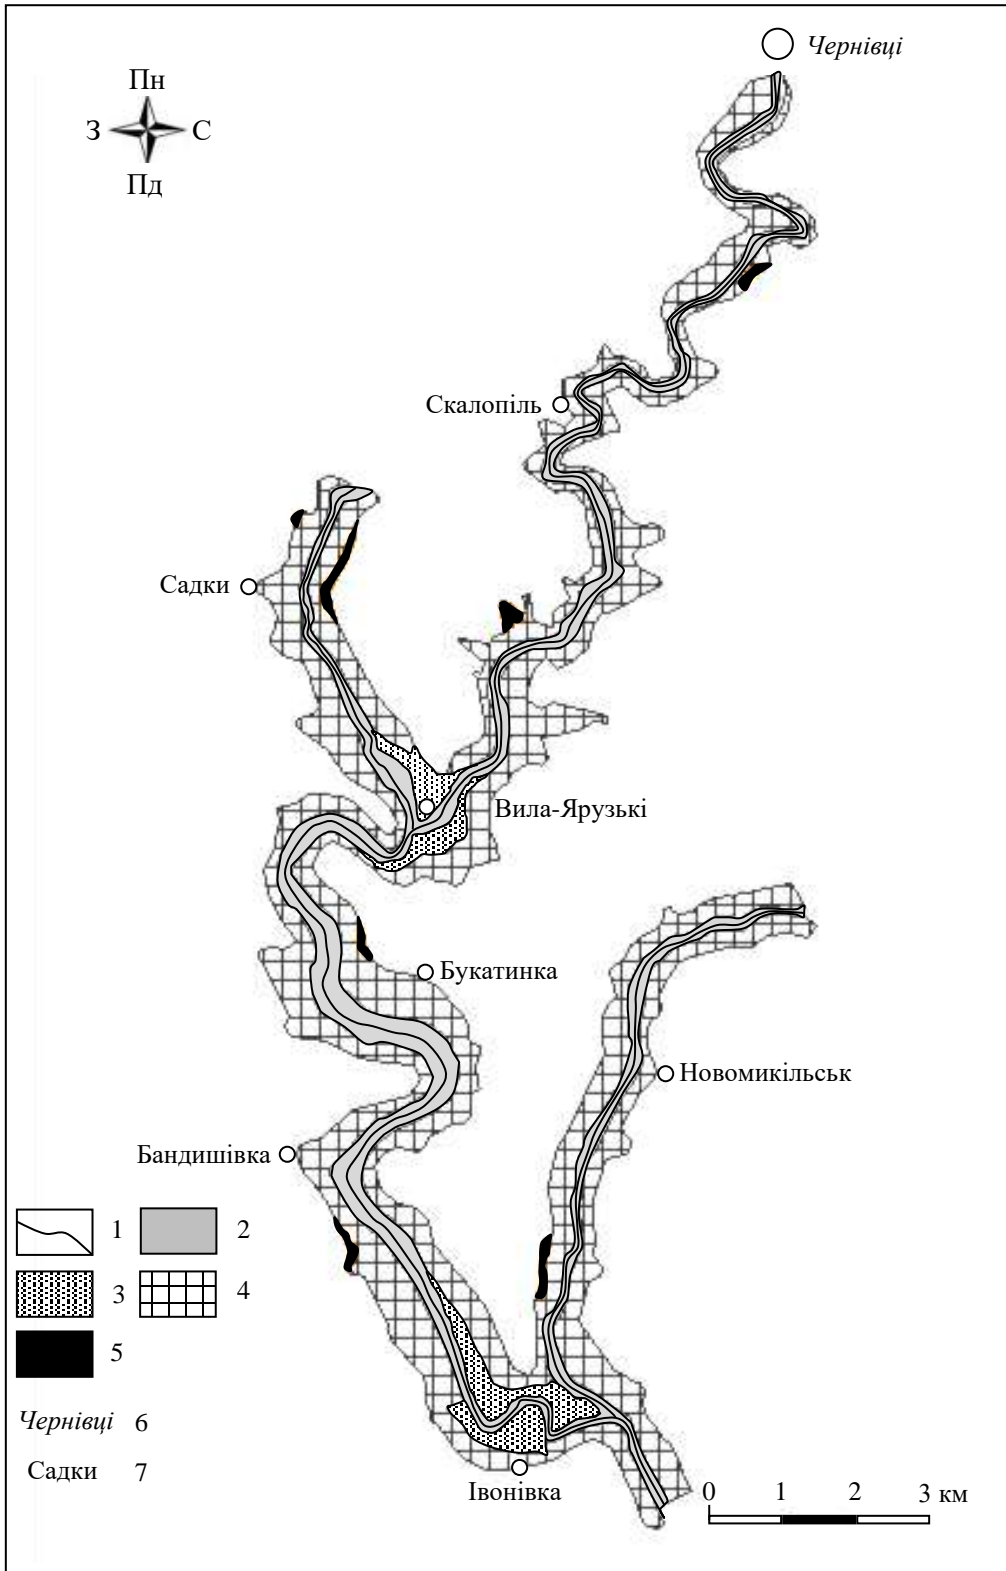 Чернівці
Пн
З С
Пд
Скалопіль
Садки
Вила-Ярузькі
Букатинка
Новомикільськ
Бандишівка
1 2
3 4
5
Чернівці 6
Садки 7
Івонівка
0 1 2 3 км